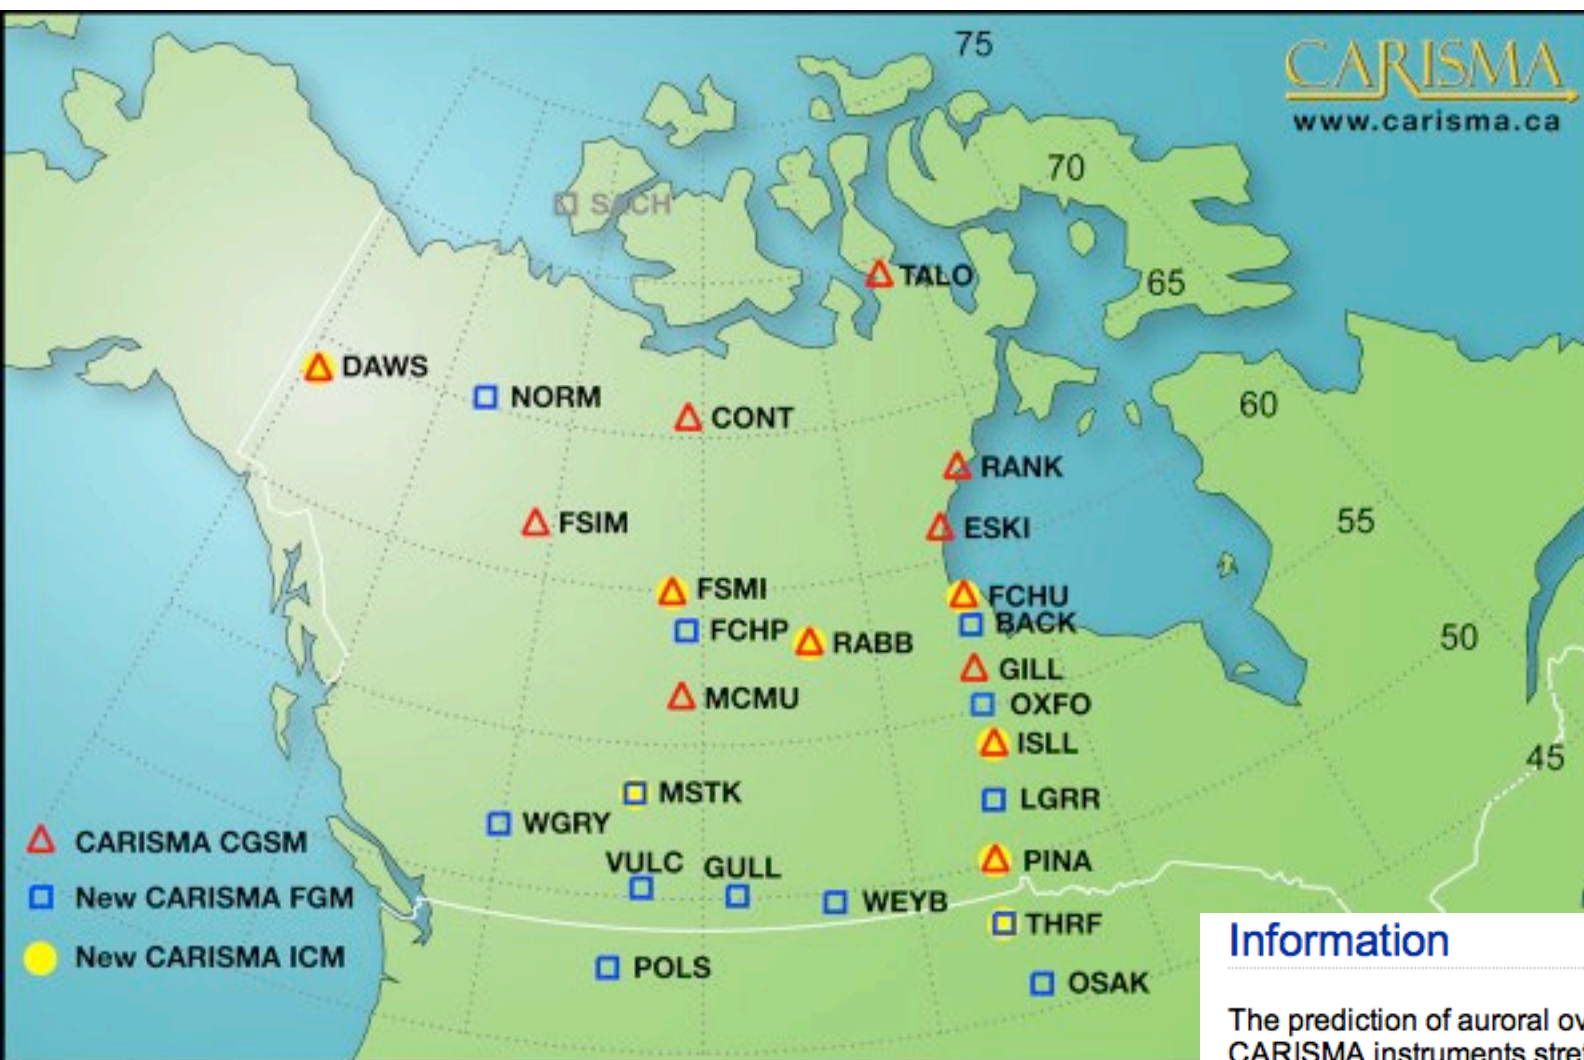 75
CARISMA
www.carisma.ca
70
SACH
TALO
65
DAWS
NORM
CONT
60
RANK
FSIM
ESKI
55
FSMI
FCHU
FCHP
BACK
RABB
50
GILL
MCMU
OXFO
ISLL
45
MSTK
LGRR
WGRY
CARISMA CGSM
VULC
GULL
PINA
New CARISMA FGM
WEYB
THRF
New CARISMA ICM
POLS
OSAK
Information
The prediction of auroral
CARISMA instruments